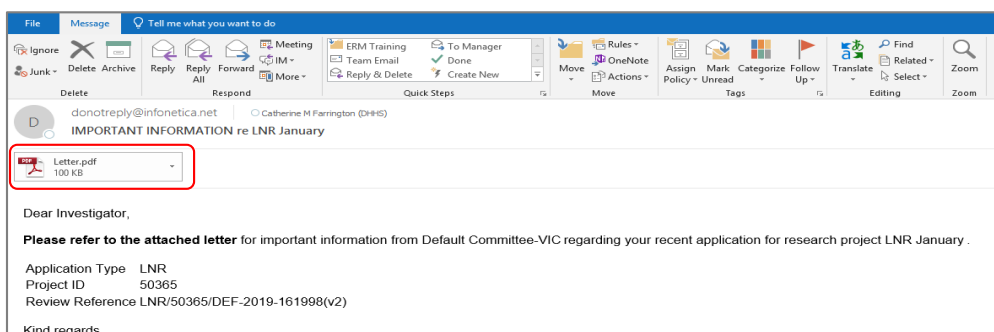 File Message Tell me what you want to do
Ignore
Junk
Delete
Archive
Reply
Reply All
Forward
Meeting
IM
More
ERM Training
Team Email
Reply & Delete
To Manager
Done
Create New
Move
Rules
OneNote
Actions
Assign Policy
Mark Unread
Categorize
Follow Up
Translate
Find
Related
Select
Zoom
Delete Respond Quick Steps Move Tags Editing Zoom
D
donotreply@infonetica.net Catherine M Farrington (DHHS)
IMPORTANT INFORMATION re LNR January
PDF
Letter.pdf
100 KB
Dear Investigator,
Please refer to the attached letter for important information from Default Committee-VIC regarding your recent application for research project LNR January .
Application Type LNR
Project ID 50365
Review Reference LNR/50365/DEF-2019-161998(v2)
Kind regards